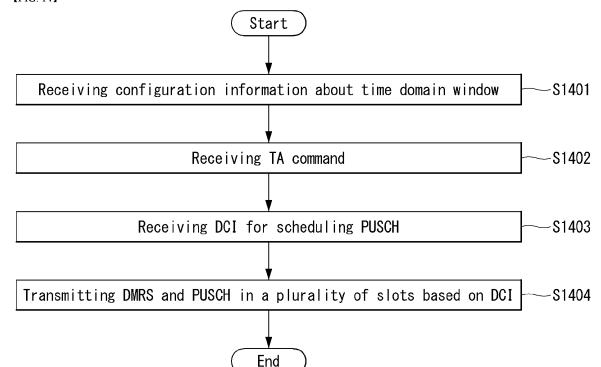 Start
Receiving configuration information about time domain window
S1401
Receiving TA command
S1402
Receiving DCI for scheduling PUSCH
S1403
Transmitting DMRS and PUSCH in a plurality of slots based on DCI
S1404
End